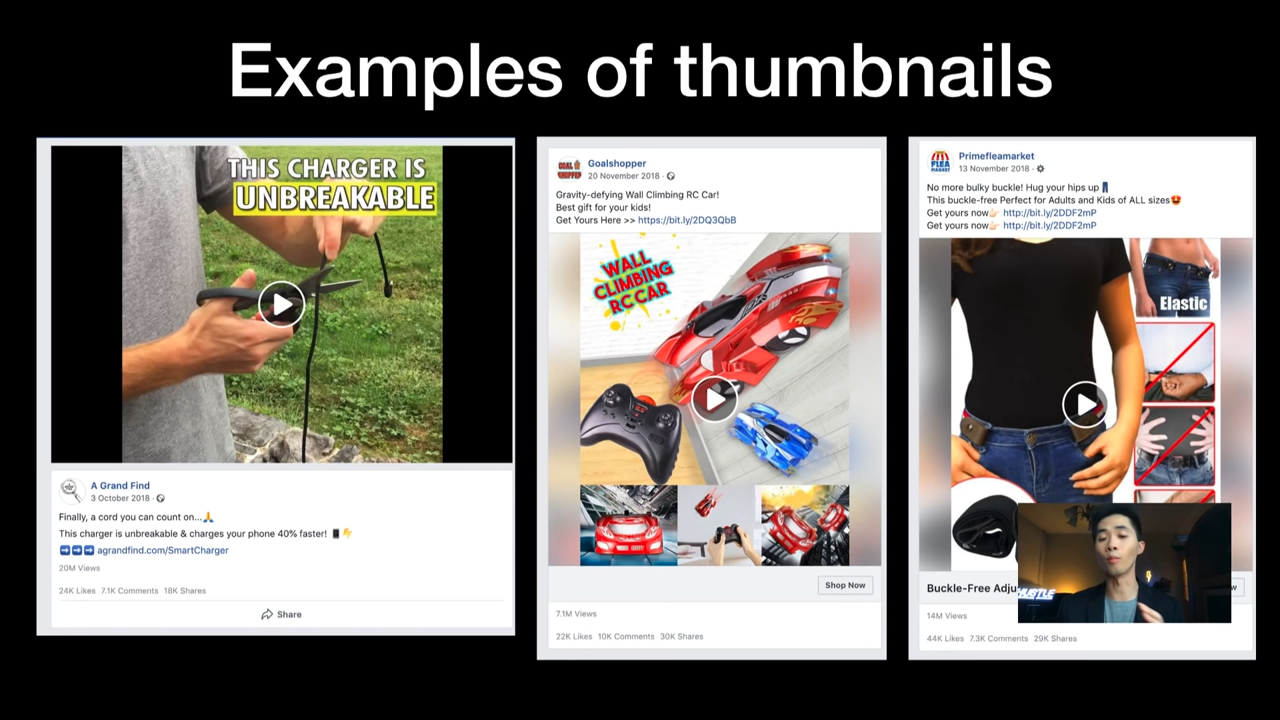 Examples of thumbnails
THIS CHARGER IS
UNBREAKABLE
A Grand Find
3 October 2018 ·
Finally, a cord you can count on...🙏
This charger is unbreakable & charges your phone 40% faster! 📱⚡
➡➡➡ agrandfind.com/SmartCharger
20M Views
24K Likes 7.1K Comments 18K Shares
Share
GOAL
SHOPPER
Goalshopper
20 November 2018 ·
Gravity-defying Wall Climbing RC Car!
Best gift for your kids!
Get Yours Here >> https://bit.ly/2DQ3QbB
WALL
CLIMBING
RC CAR
Shop Now
7.1M Views
22K Likes 10K Comments 30K Shares
FLEA
MARKET
Primefleamarket
13 November 2018 ·
No more bulky buckle! Hug your hips up👖
This buckle-free Perfect for Adults and Kids of ALL sizes😍
Get yours now👉🏻 http://bit.ly/2DDF2mP
Get yours now👉🏻 http://bit.ly/2DDF2mP
Elastic
Buckle-Free Adju
HUSTLE
w
14M Views
44K Likes 7.3K Comments 29K Shares